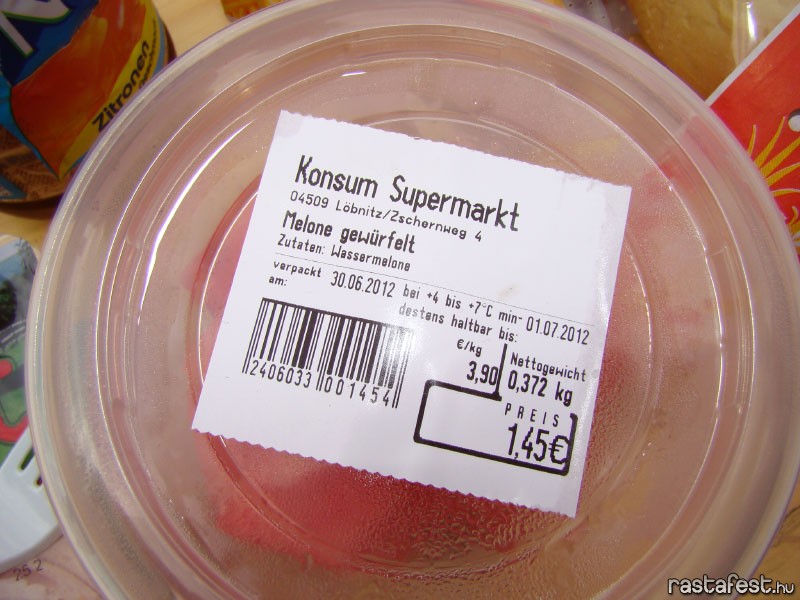 Zitronen
Konsum Supermarkt
04509 Löbnitz/Zschernweg 4
Melone gewürfelt
Zutaten: Wassermelone
verpackt am: 30.06.2012 bei +4 bis +7°C min-destens haltbar bis: 01.07.2012
€/kg Nettogewicht
3,90 0,372 kg
PREIS
1,45€
2406033 001454
252
rastafest.hu